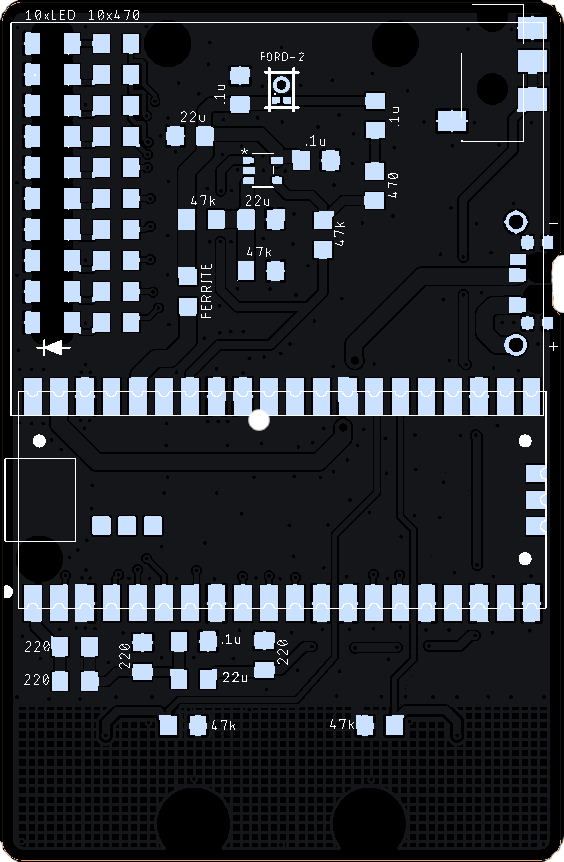 10xLED 10x470
FORD-2
.1u
.1u
22u
.1u
*
470
47k
22u
47k
47k
FERRITE
-
+
220
220
.1u
220
220
22u
47k
47k